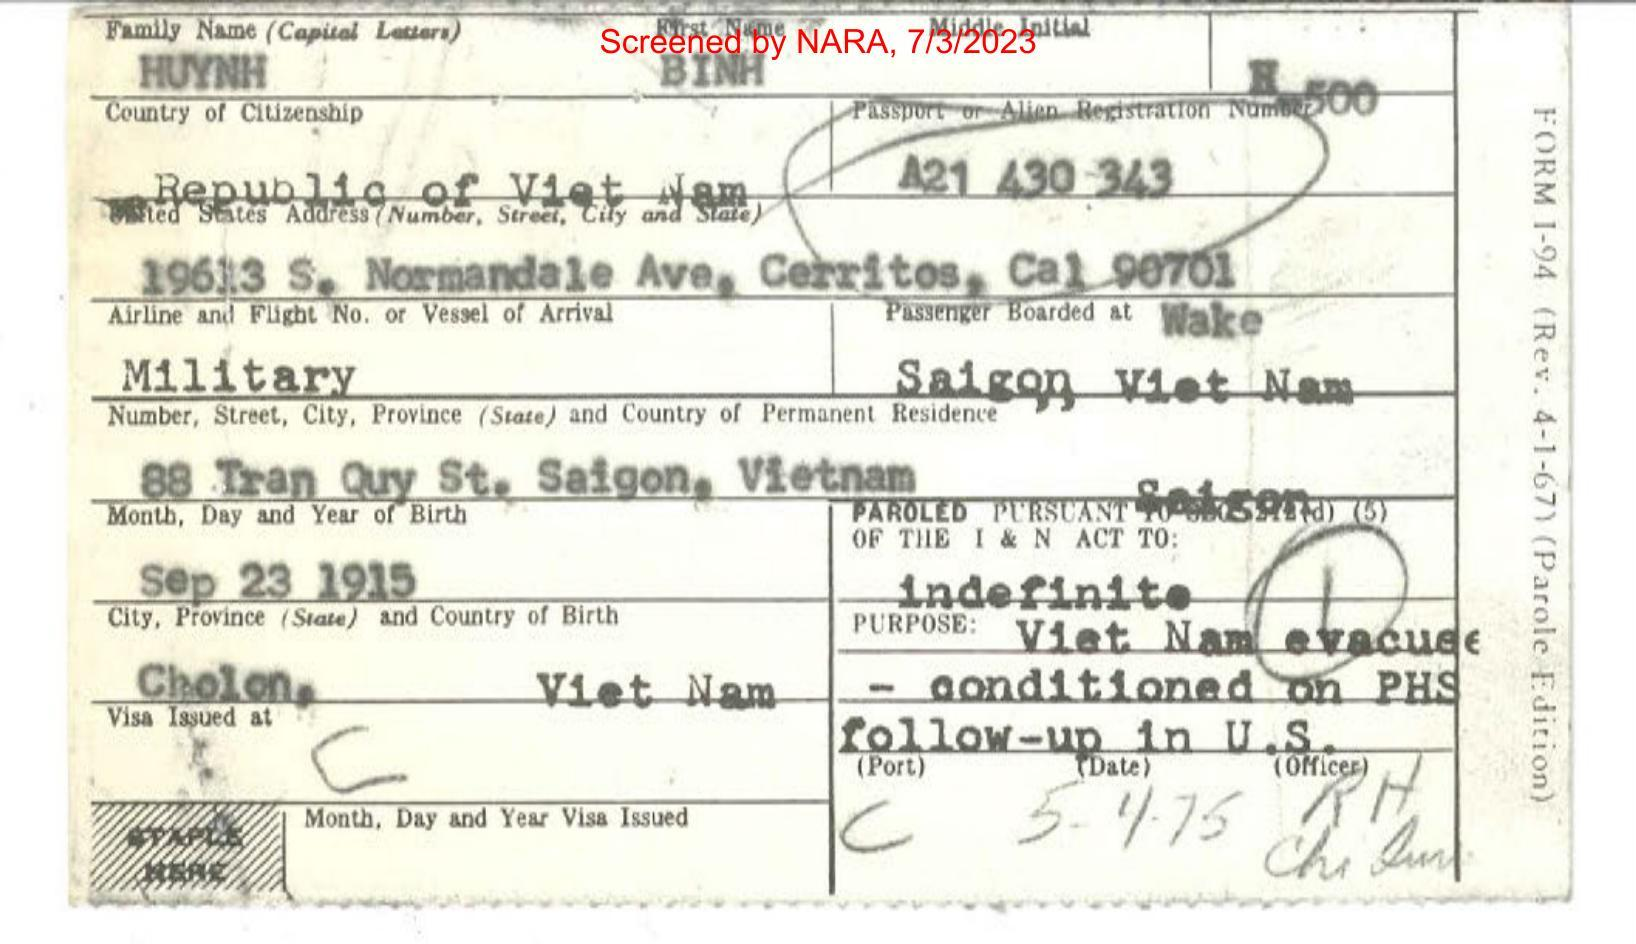 Family Name (Capital Letters) First Name Middle Initial
Screened by NARA, 7/3/2023
HUYNH BINH H 500
Country of Citizenship Passport or Alien Registration Number
Republic of Viet Nam A21 430 343
United States Address (Number, Street, City and State)
19613 S. Normandale Ave, Cerritos, Cal 90701
Airline and Flight No. or Vessel of Arrival Passenger Boarded at Wake
Military Saigon, Viet Nam
Number, Street, City, Province (State) and Country of Permanent Residence
88 Tran Quy St. Saigon, Vietnam
Saigon
Month, Day and Year of Birth PAROLED PURSUANT TO SEC. 212(d) (5)
OF THE I & N ACT TO:
Sep 23 1915 indefinite
1
City, Province (State) and Country of Birth PURPOSE: Viet Nam evacuee
Cholon, Viet Nam - conditioned on PHS
Visa Issued at follow-up in U.S.
C
(Port) (Date) (Officer)
STAPLE HERE Month, Day and Year Visa Issued
C 5-4-75 RH
FORM I-94 (Rev. 4-1-67) (Parole Edition)